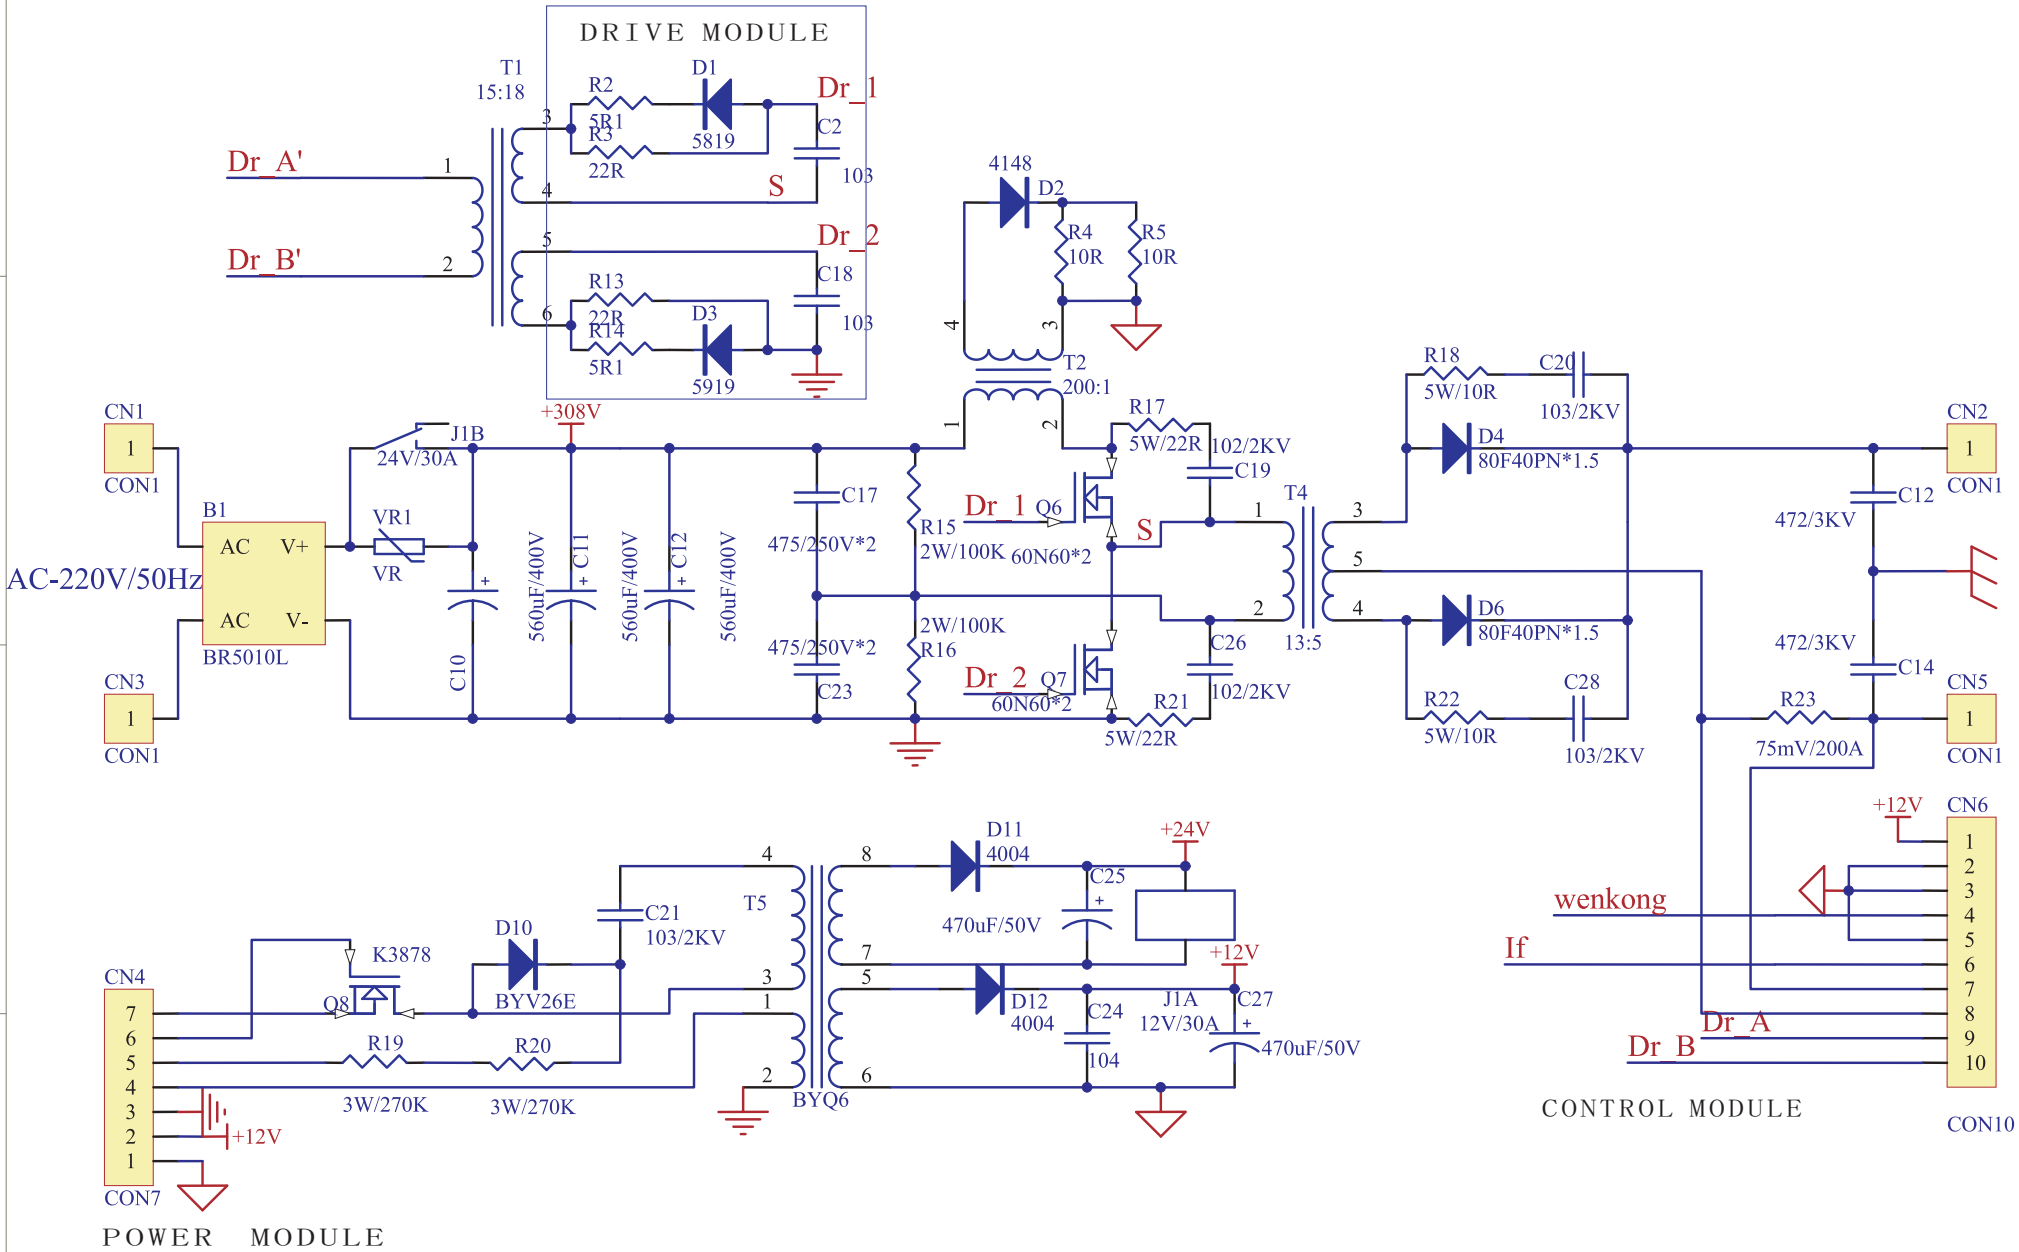 DRIVE MODULE
T1
15:18
3
4
5
6
1
2
Dr_A'
Dr_B'
R2
5R1
R3
22R
D1
5819
Dr_1
C2
103
S
Dr_2
C18
103
R13
22R
R14
5R1
D3
5919
4148
D2
R4
10R
R5
10R
4
3
T2
200:1
1
2
CN1
1
CON1
J1B
24V/30A
+308V
B1
AC V+
AC V-
BR5010L
VR1
VR
AC-220V/50Hz
CN3
1
CON1
+
C10
560uF/400V
+ C11
560uF/400V
+ C12
560uF/400V
C17
475/250V*2
475/250V*2
C23
R15
2W/100K
2W/100K
R16
Dr_1
Q6
60N60*2
Dr_2
Q7
60N60*2
R17
5W/22R
102/2KV
C19
S
C26
102/2KV
R21
5W/22R
T4
1
2
3
5
4
13:5
R18
5W/10R
C20
103/2KV
D4
80F40PN*1.5
D6
80F40PN*1.5
R22
5W/10R
C28
103/2KV
CN2
1
CON1
C12
472/3KV
472/3KV
C14
R23
75mV/200A
CN5
1
CON1
+12V
CN6
1
2
3
4
5
6
7
8
9
10
CON10
wenkong
If
Dr_A
Dr_B
CONTROL MODULE
CN4
7
6
5
4
3
2
1
CON7
+12V
Q8
K3878
R19
3W/270K
R20
3W/270K
D10
BYV26E
C21
103/2KV
T5
4
3
1
2
8
7
5
6
BYQ6
D11
4004
C25
+
470uF/50V
+24V
+12V
D12
4004
C24
104
J1A
12V/30A
C27
+
470uF/50V
POWER MODULE